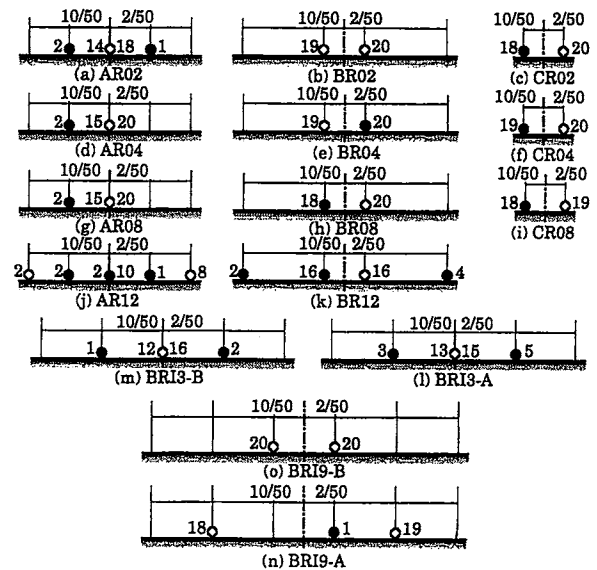 10/50 2/50
2 14 18 1
(a) AR02
10/50 2/50
19 20
(b) BR02
10/50 2/50
18 20
(c) CR02
10/50 2/50
2 15 20
(d) AR04
10/50 2/50
19 20
(e) BR04
10/50 2/50
19 20
(f) CR04
10/50 2/50
2 15 20
(g) AR08
10/50 2/50
18 20
(h) BR08
10/50 2/50
18 19
(i) CR08
10/50 2/50
2 2 2 10 1 8
(j) AR12
10/50 2/50
2 16 16 4
(k) BR12
10/50 2/50
1 12 16 2
(m) BRI3-B
10/50 2/50
3 13 15 5
(l) BRI3-A
10/50 2/50
20 20
(o) BRI9-B
10/50 2/50
18 1 19
(n) BRI9-A